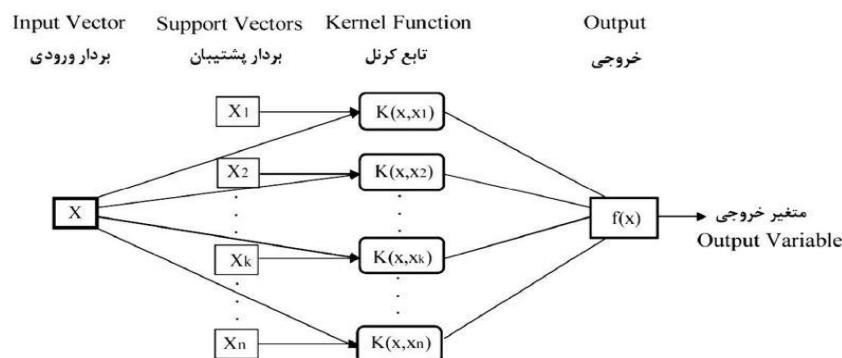 Input Vector Support Vectors Kernel Function Output
بردار ورودی بردار پشتیبان تابع کرنل خروجی
X1 K(x,x1)
X2 K(x,x2)
X f(x) متغیر خروجی
Output Variable
Xk K(x,xk)
Xn K(x,xn)